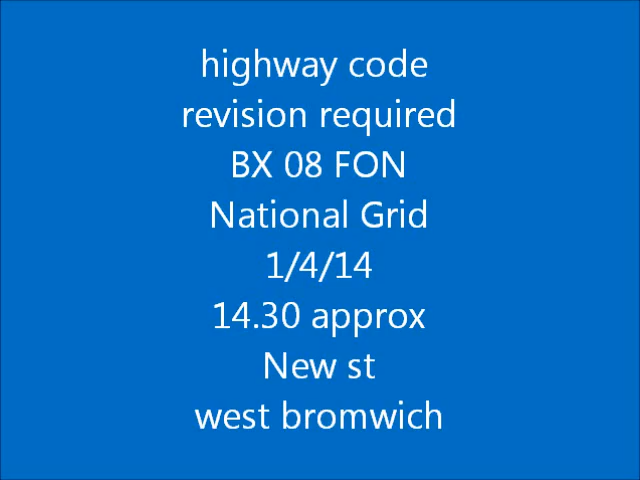 highway code
revision required
BX 08 FON
National Grid
1/4/14
14.30 approx
New st
west bromwich